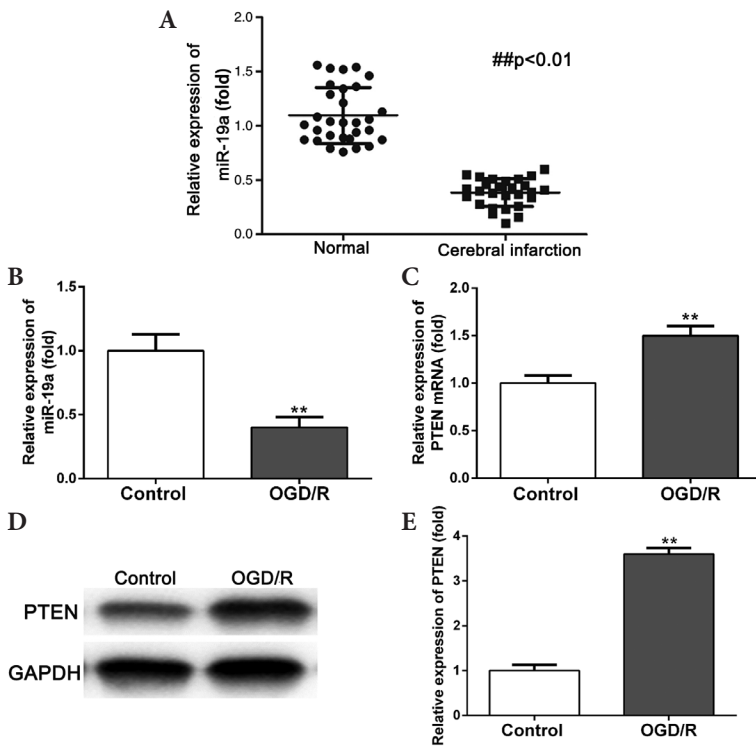 A
Relative expression of
miR-19a (fold)
2.0
1.5
1.0
0.5
0.0
##p<0.01
Normal
Cerebral infarction
B
Relative expression of
miR-19a (fold)
1.5
1.0
0.5
0.0
**
Control
OGD/R
C
Relative expression of
PTEN mRNA (fold)
2.0
1.5
1.0
0.5
0.0
**
Control
OGD/R
D
Control
OGD/R
PTEN
GAPDH
E
Relative expression of PTEN (fold)
4
3
2
1
0
**
Control
OGD/R